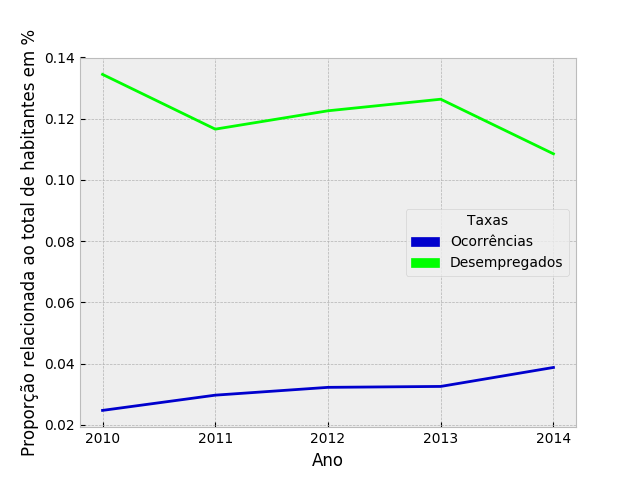 Proporção relacionada ao total de habitantes em %
0.14
0.12
0.10
0.08
0.06
0.04
0.02
Taxas
Ocorrências
Desempregados
2010 2011 2012 2013 2014
Ano